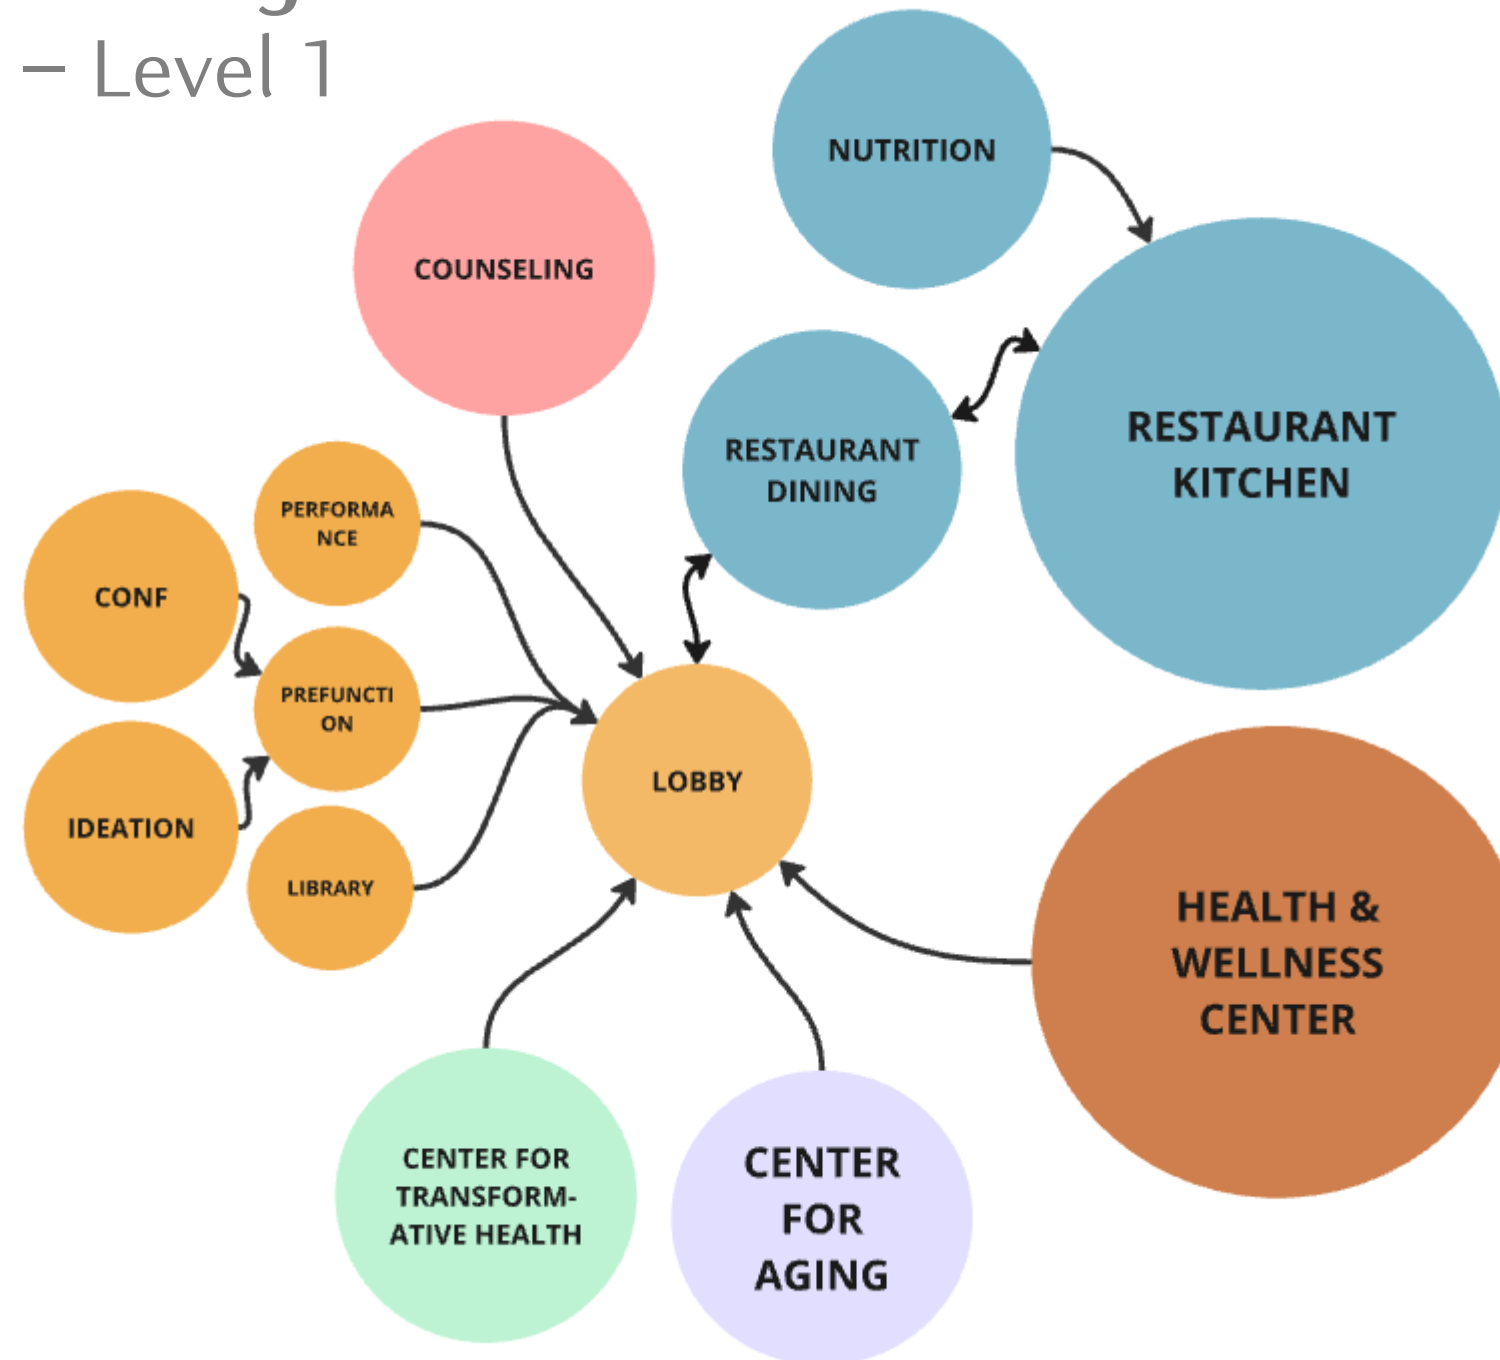 – Level 1
NUTRITION
COUNSELING
RESTAURANT
KITCHEN
RESTAURANT
DINING
PERFORMA
NCE
CONF
PREFUNCTI
ON
LOBBY
IDEATION
LIBRARY
HEALTH &
WELLNESS
CENTER
CENTER FOR
TRANSFORM-
ATIVE HEALTH
CENTER
FOR
AGING